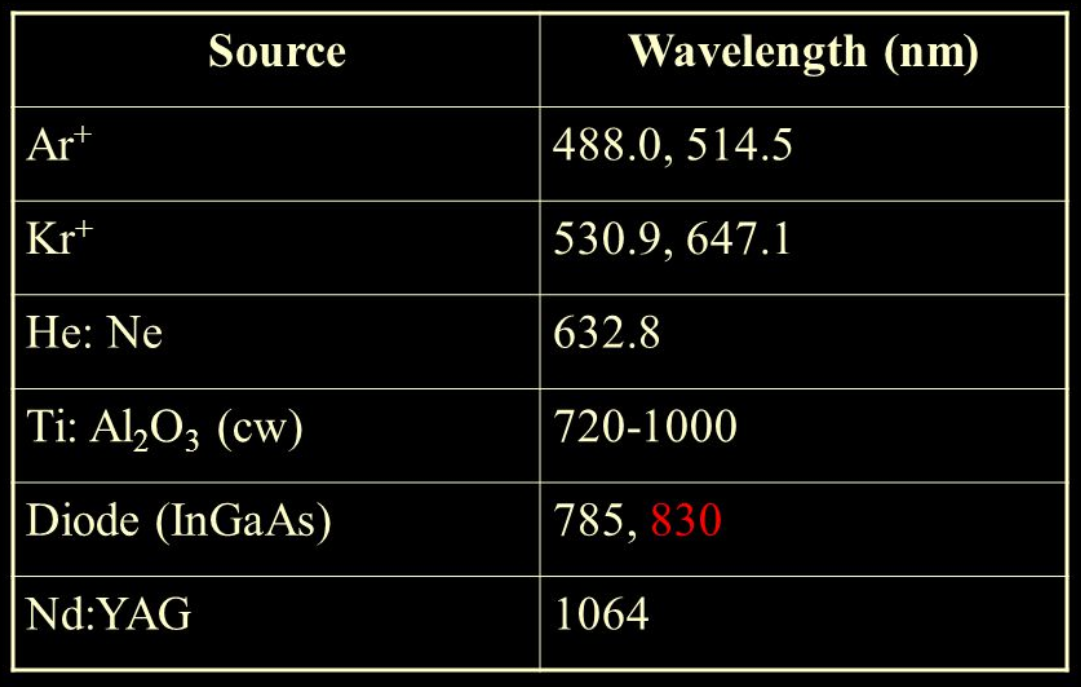 Source Wavelength (nm)
Ar⁺ 488.0, 514.5
Kr⁺ 530.9, 647.1
He: Ne 632.8
Ti: Al₂O₃ (cw) 720-1000
Diode (InGaAs) 785, 830
Nd:YAG 1064